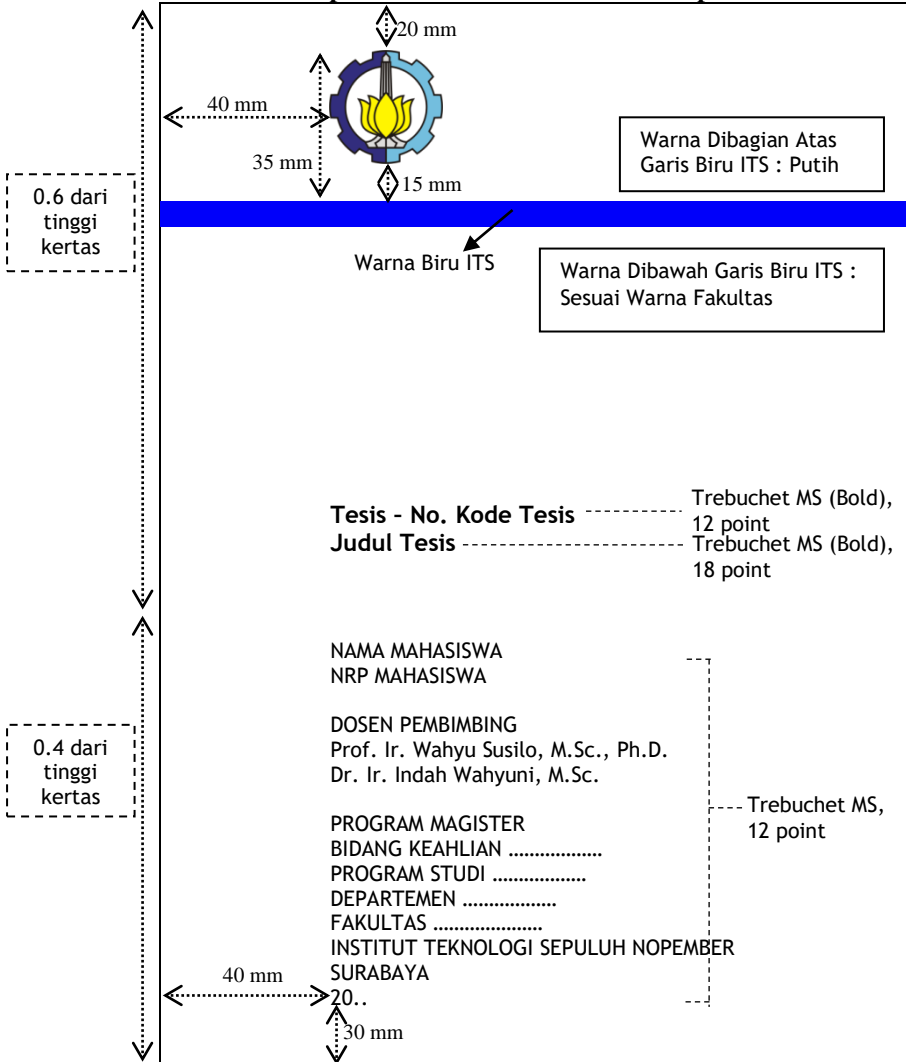 20 mm
40 mm
35 mm
15 mm
Warna Dibagian Atas
Garis Biru ITS : Putih
0.6 dari
tinggi
kertas
Warna Biru ITS
Warna Dibawah Garis Biru ITS :
Sesuai Warna Fakultas
Tesis – No. Kode Tesis
Trebuchet MS (Bold),
12 point
Judul Tesis
Trebuchet MS (Bold),
18 point
NAMA MAHASISWA
NRP MAHASISWA
DOSEN PEMBIMBING
Prof. Ir. Wahyu Susilo, M.Sc., Ph.D.
Dr. Ir. Indah Wahyuni, M.Sc.
0.4 dari
tinggi
kertas
PROGRAM MAGISTER
BIDANG KEAHLIAN ...................
PROGRAM STUDI ...................
DEPARTEMEN ...................
FAKULTAS ......................
INSTITUT TEKNOLOGI SEPULUH NOPEMBER
SURABAYA
20..
Trebuchet MS,
12 point
40 mm
30 mm